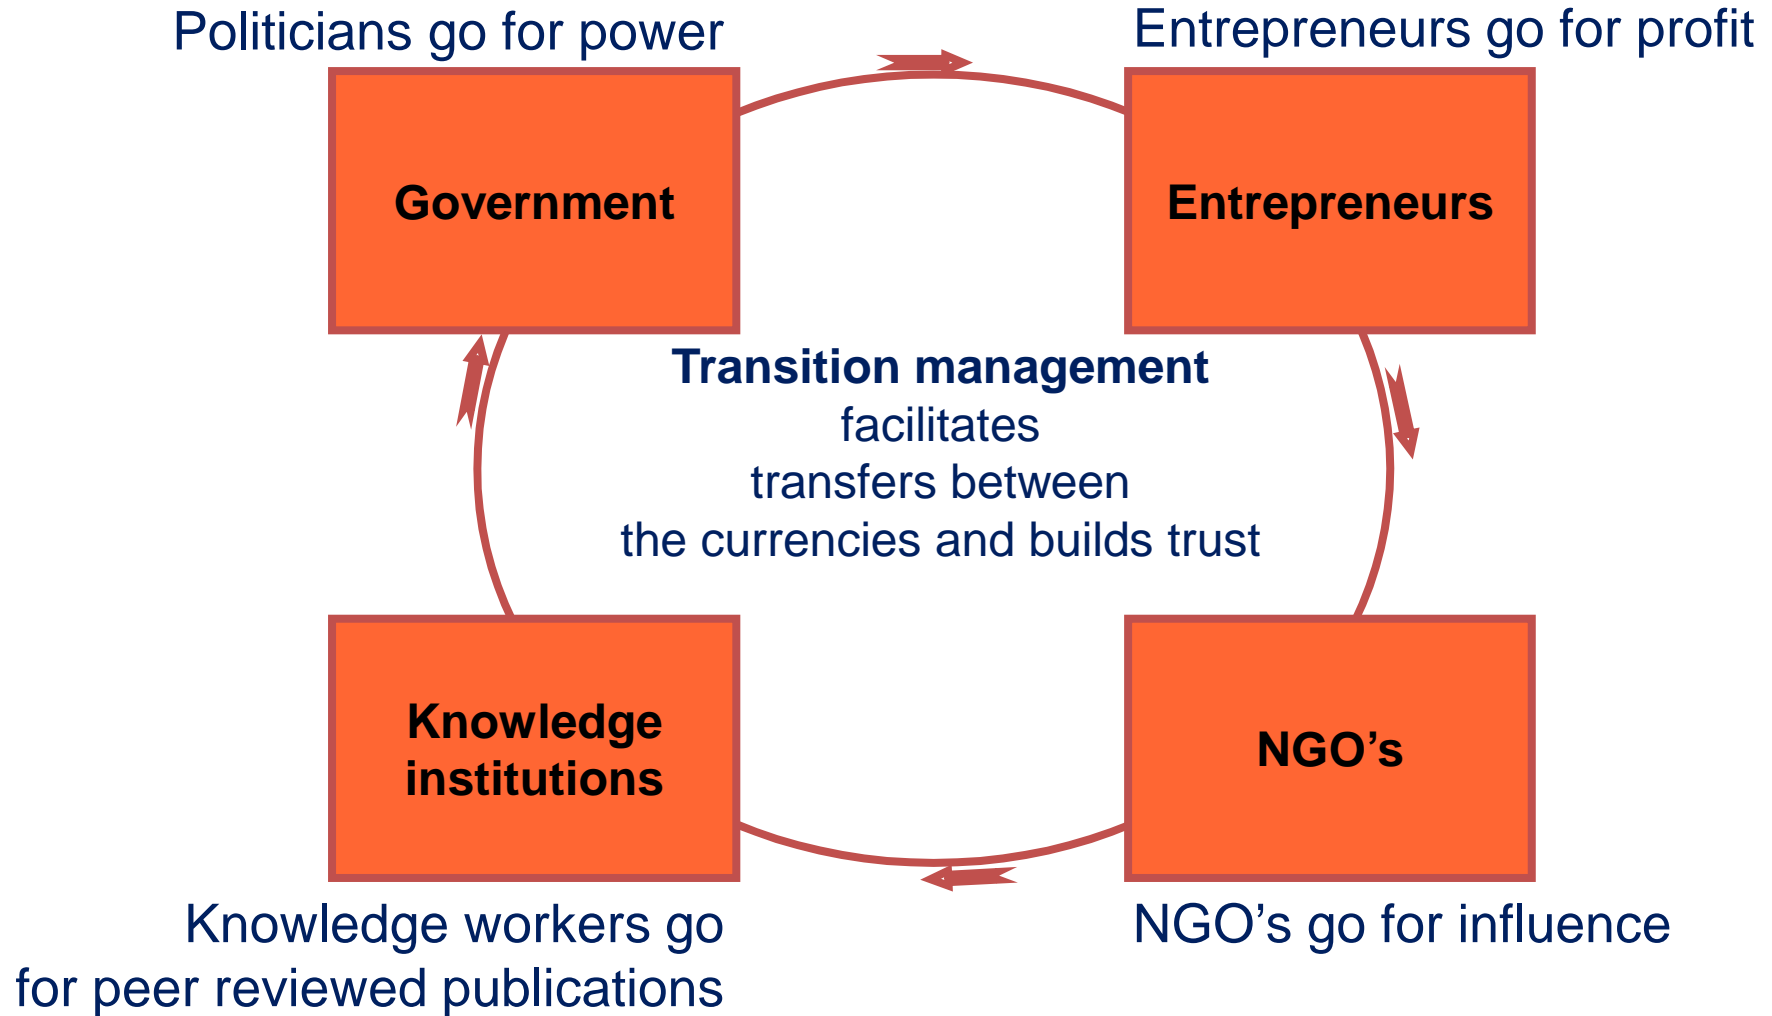 Politicians go for power
Entrepreneurs go for profit
Government
Entrepreneurs
Transition management
facilitates
transfers between
the currencies and builds trust
Knowledge
institutions
NGO’s
Knowledge workers go
for peer reviewed publications
NGO’s go for influence